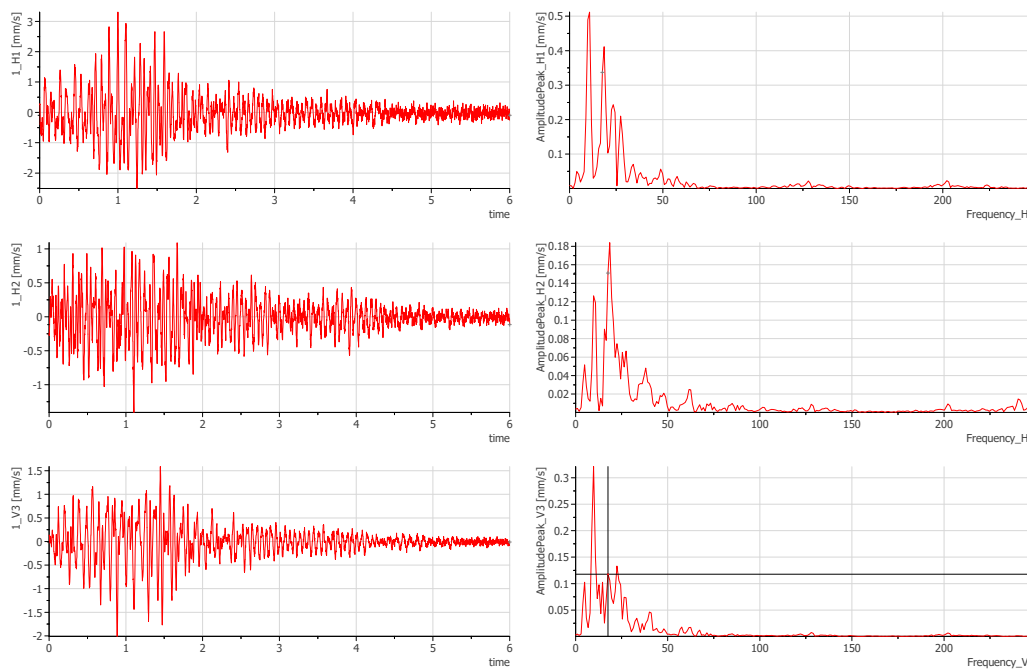 1_H1 [mm/s]
3
2
1
0
-1
-2
0 1 2 3 4 5 6
time
AmplitudePeak_H1 [mm/s]
0.5
0.4
0.3
0.2
0.1
0 50 100 150 200
Frequency_H
1_H2 [mm/s]
1
0.5
0
-0.5
-1
0 1 2 3 4 5 6
time
AmplitudePeak_H2 [mm/s]
0.18
0.16
0.14
0.12
0.1
0.08
0.06
0.04
0.02
0 50 100 150 200
Frequency_H
1_V3 [mm/s]
1.5
1
0.5
0
-0.5
-1
-1.5
-2
0 1 2 3 4 5 6
time
AmplitudePeak_V3 [mm/s]
0.3
0.25
0.2
0.15
0.1
0.05
0 50 100 150 200
Frequency_V